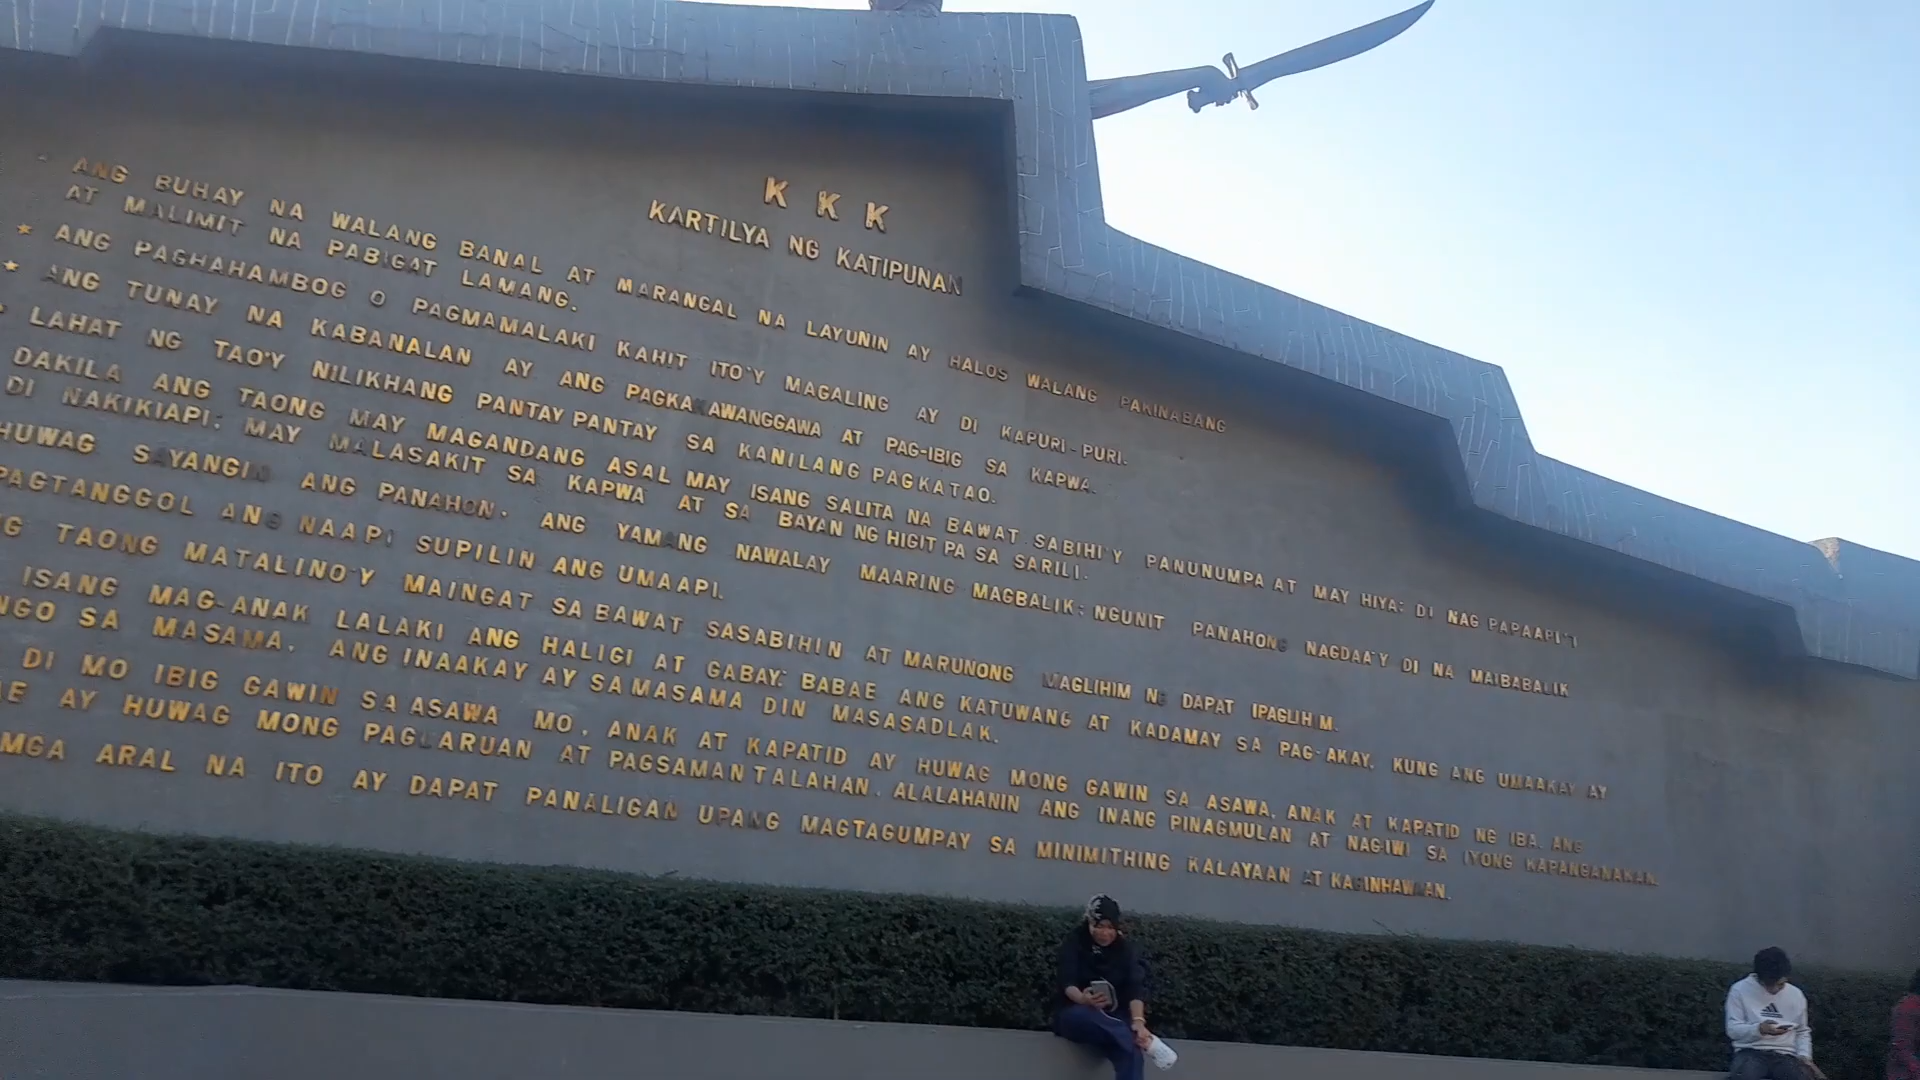 K K K
KARTILYA NG KATIPUNAN
ANG BUHAY NA WALANG BANAL AT MARANGAL NA LAYUNIN AY HALOS WALANG PAKINABANG
AT MALIMIT NA PABIGAT LAMANG.
★ ANG PAGHAHAMBOG O PAGMAMALAKI KAHIT ITO'Y MAGALING AY DI KAPURI-PURI.
★ ANG TUNAY NA KABANALAN AY ANG PAGKAKAWANGGAWA AT PAG-IBIG SA KAPWA.
LAHAT NG TAO'Y NILIKHANG PANTAY PANTAY SA KANILANG PAGKATAO.
DAKILA ANG TAONG MAY MAGANDANG ASAL MAY ISANG SALITA NA BAWAT SABIHI'Y PANUNUMPA AT MAY HIYA; DI NAG PAPAAPI'T
DI NAKIKIAPI; MAY MALASAKIT SA KAPWA AT SA BAYAN NG HIGIT PA SA SARILI.
HUWAG SAYANGIN ANG PANAHON. ANG YAMANG NAWALAY MAARING MAGBALIK; NGUNIT PANAHONG NAGDAA'Y DI NA MAIBABALIK
PAGTANGGOL ANG NAAPI SUPILIN ANG UMAAPI.
TAONG MATALINO'Y MAINGAT SA BAWAT SASABIHIN AT MARUNONG MAGLIHIM NG DAPAT IPAGLIHIM.
ISANG MAG-ANAK LALAKI ANG HALIGI AT GABAY; BABAE ANG KATUWANG AT KADAMAY SA PAG-AKAY. KUNG ANG UMAAKAY AY
SA MASAMA, ANG INAAKAY AY SA MASAMA DIN MASASADLAK.
DI MO IBIG GAWIN SA ASAWA MO, ANAK AT KAPATID AY HUWAG MONG GAWIN SA ASAWA, ANAK AT KAPATID NG IBA. ANG
AY HUWAG MONG PAGLARUAN AT PAGSAMANTALAHAN. ALALAHANIN ANG INANG PINAGMULAN AT NAGIWI SA IYONG KAPANGANAKAN.
MGA ARAL NA ITO AY DAPAT PANALIGAN UPANG MAGTAGUMPAY SA MINIMITHING KALAYAAN AT KAGINHAWAAN.